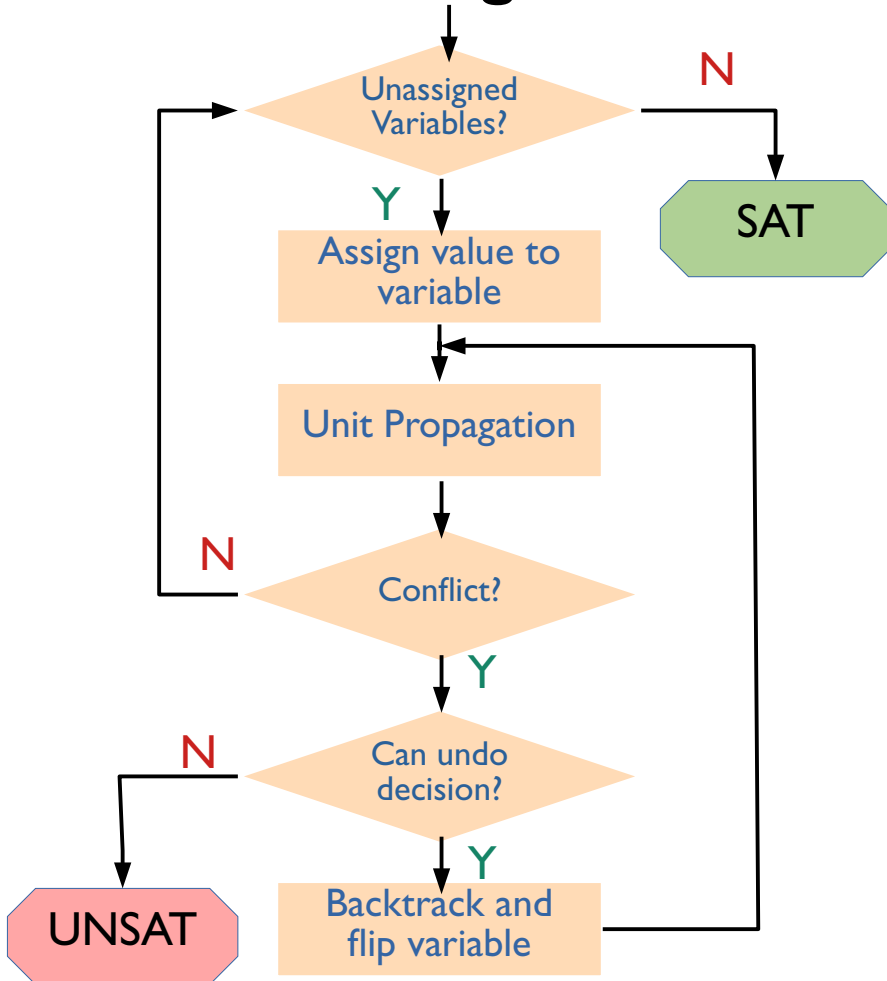 Unassigned
Variables?
N
SAT
Y
Assign value to
variable
Unit Propagation
N
Conflict?
Y
N
Can undo
decision?
Y
UNSAT
Backtrack and
flip variable